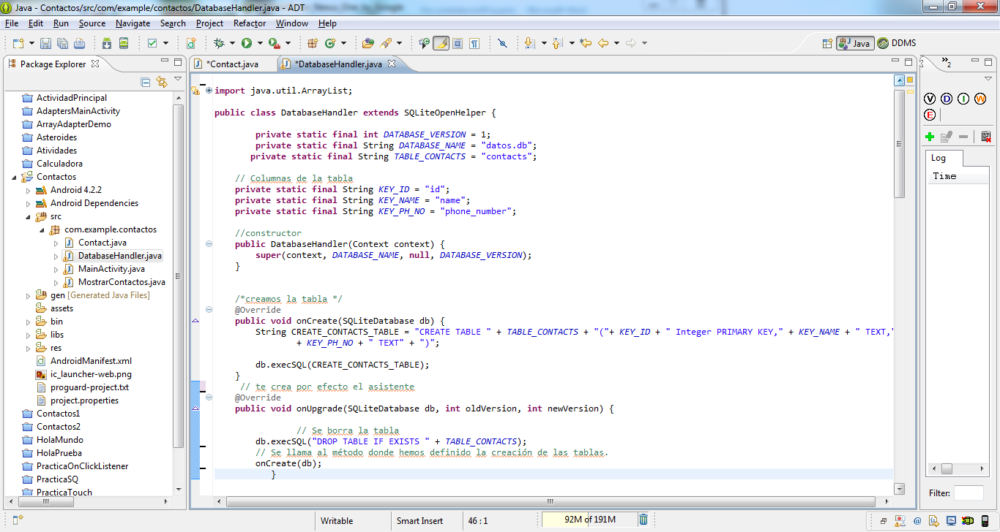 Java - Contactos/src/com/example/contactos/DatabaseHandler.java - ADT
File Edit Run Source Navigate Search Project Refactor Window Help
Java DDMS
Package Explorer
*Contact.java
*DatabaseHandler.java
2
ActividadPrincipal
AdaptersMainActivity
ArrayAdapterDemo
Asteroides
Atividades
Calculadora
Contactos
Android 4.2.2
Android Dependencies
src
com.example.contactos
Contact.java
DatabaseHandler.java
MainActivity.java
MostrarContactos.java
gen [Generated Java Files]
assets
bin
libs
res
AndroidManifest.xml
ic_launcher-web.png
proguard-project.txt
project.properties
Contactos1
Contactos2
HolaMundo
HolaPrueba
PracticaOnClickListener
PracticaSQ
PracticaTouch
import java.util.ArrayList;
public class DatabaseHandler extends SQLiteOpenHelper {
private static final int DATABASE_VERSION = 1;
private static final String DATABASE_NAME = "datos.db";
private static final String TABLE_CONTACTS = "contacts";
// Columnas de la tabla
private static final String KEY_ID = "id";
private static final String KEY_NAME = "name";
private static final String KEY_PH_NO = "phone_number";
//constructor
public DatabaseHandler(Context context) {
super(context, DATABASE_NAME, null, DATABASE_VERSION);
}
/*creamos la tabla */
@Override
public void onCreate(SQLiteDatabase db) {
String CREATE_CONTACTS_TABLE = "CREATE TABLE " + TABLE_CONTACTS + "("+ KEY_ID + " Integer PRIMARY KEY," + KEY_NAME + " TEXT,"
+ KEY_PH_NO + " TEXT" + ")";
db.execSQL(CREATE_CONTACTS_TABLE);
}
// te crea por efecto el asistente
@Override
public void onUpgrade(SQLiteDatabase db, int oldVersion, int newVersion) {
// Se borra la tabla
db.execSQL("DROP TABLE IF EXISTS " + TABLE_CONTACTS);
// Se llama al método donde hemos definido la creación de las tablas.
onCreate(db);
}
V D I W
E
Log
Time
Filter:
Writable
Smart Insert
46 : 1
92M of 191M